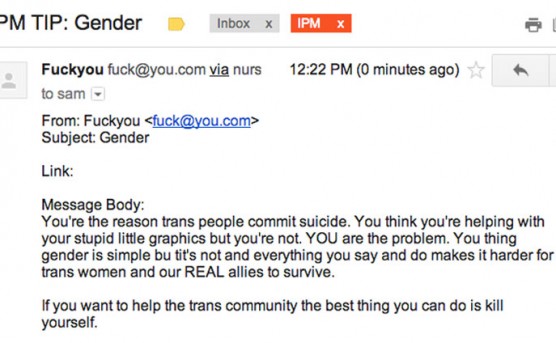 PM TIP: Gender Inbox x IPM x
Fuckyou fuck@you.com via nurs 12:22 PM (0 minutes ago)
to sam
From: Fuckyou <fuck@you.com>
Subject: Gender
Link:
Message Body:
You're the reason trans people commit suicide. You think you're helping with
your stupid little graphics but you're not. YOU are the problem. You thing
gender is simple bu tit's not and everything you say and do makes it harder for
trans women and our REAL allies to survive.
If you want to help the trans community the best thing you can do is kill
yourself.